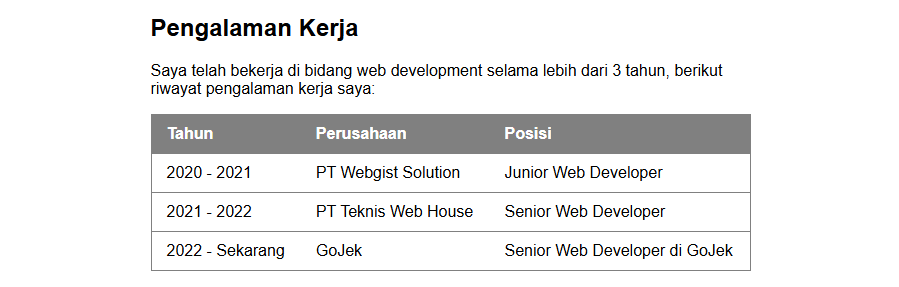 Pengalaman Kerja
Saya telah bekerja di bidang web development selama lebih dari 3 tahun, berikut
riwayat pengalaman kerja saya:
Tahun Perusahaan Posisi
2020 - 2021 PT Webgist Solution Junior Web Developer
2021 - 2022 PT Teknis Web House Senior Web Developer
2022 - Sekarang GoJek Senior Web Developer di GoJek